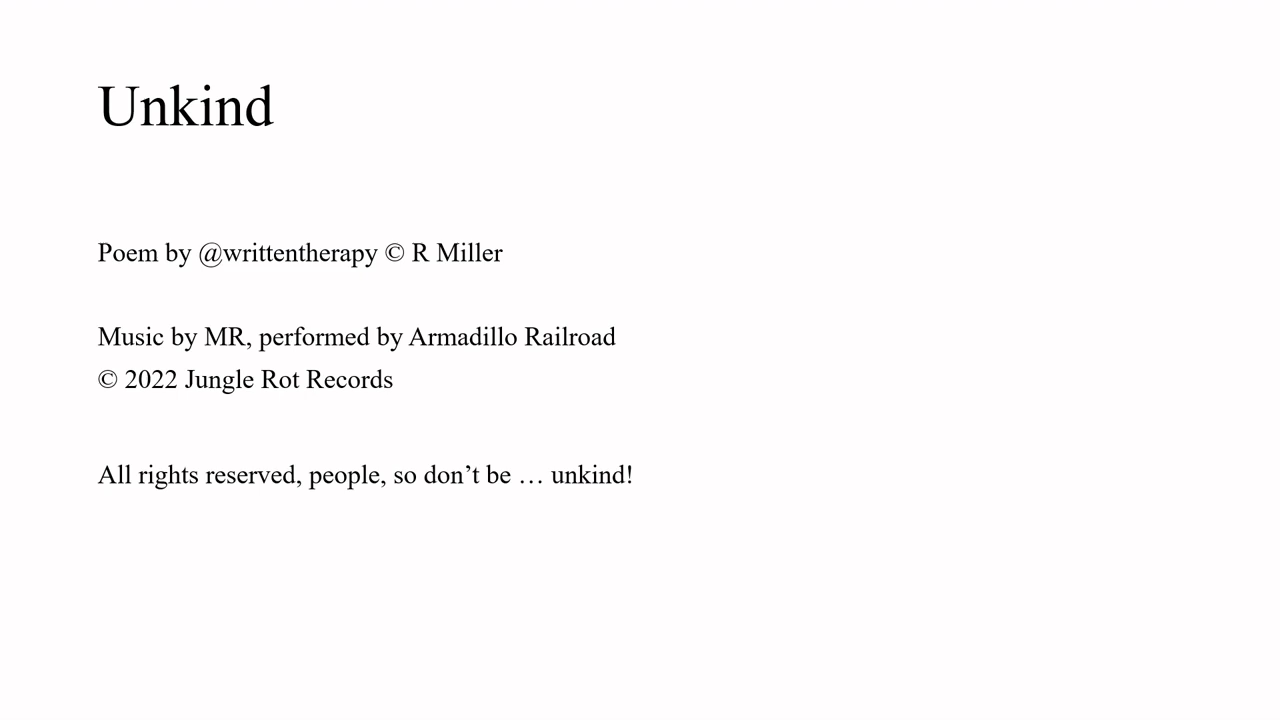 Unkind
Poem by @writtentherapy © R Miller
Music by MR, performed by Armadillo Railroad
© 2022 Jungle Rot Records
All rights reserved, people, so don’t be … unkind!